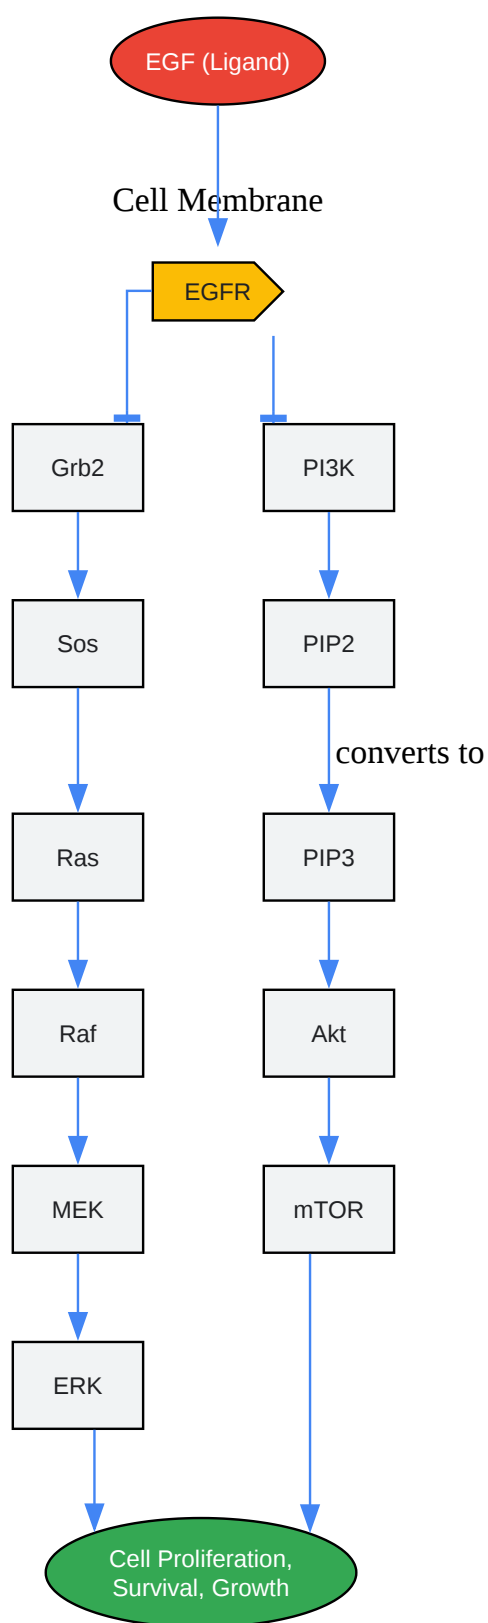 EGF (Ligand)
Cell Membrane
EGFR
Grb2
PI3K
Sos
PIP2
converts to
Ras
PIP3
Raf
Akt
MEK
mTOR
ERK
Cell Proliferation,
Survival, Growth